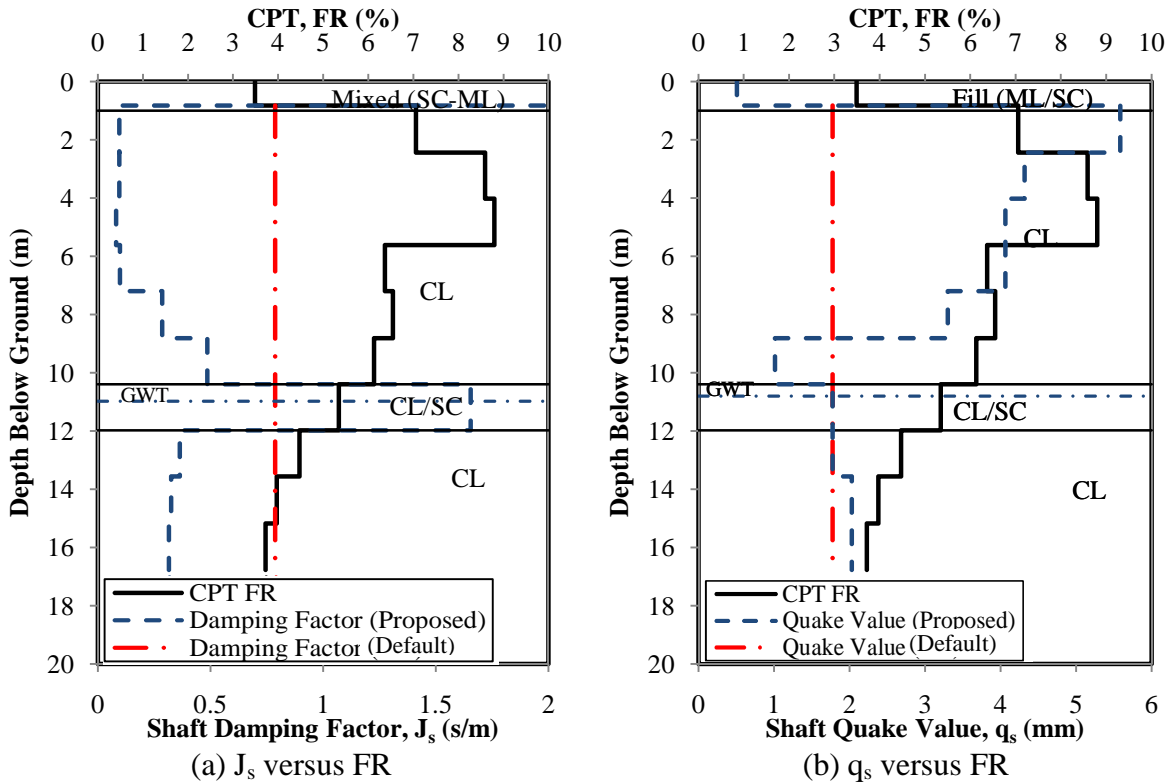 CPT, FR (%)
0 1 2 3 4 5 6 7 8 9 10
0
2
4
6
8
10
12
14
16
18
20
Depth Below Ground (m)
Mixed (SC-ML)
CL
GWT
CL/SC
CL
CPT FR
Damping Factor (Proposed)
Damping Factor (Default)
0 0.5 1 1.5 2
Shaft Damping Factor, Js (s/m)
(a) Js versus FR
CPT, FR (%)
0 1 2 3 4 5 6 7 8 9 10
0
2
4
6
8
10
12
14
16
18
20
Depth Below Ground (m)
Fill (ML/SC)
CL
GWT
CL/SC
CL
CPT FR
Quake Value (Proposed)
Quake Value (Default)
0 1 2 3 4 5 6
Shaft Quake Value, qs (mm)
(b) qs versus FR